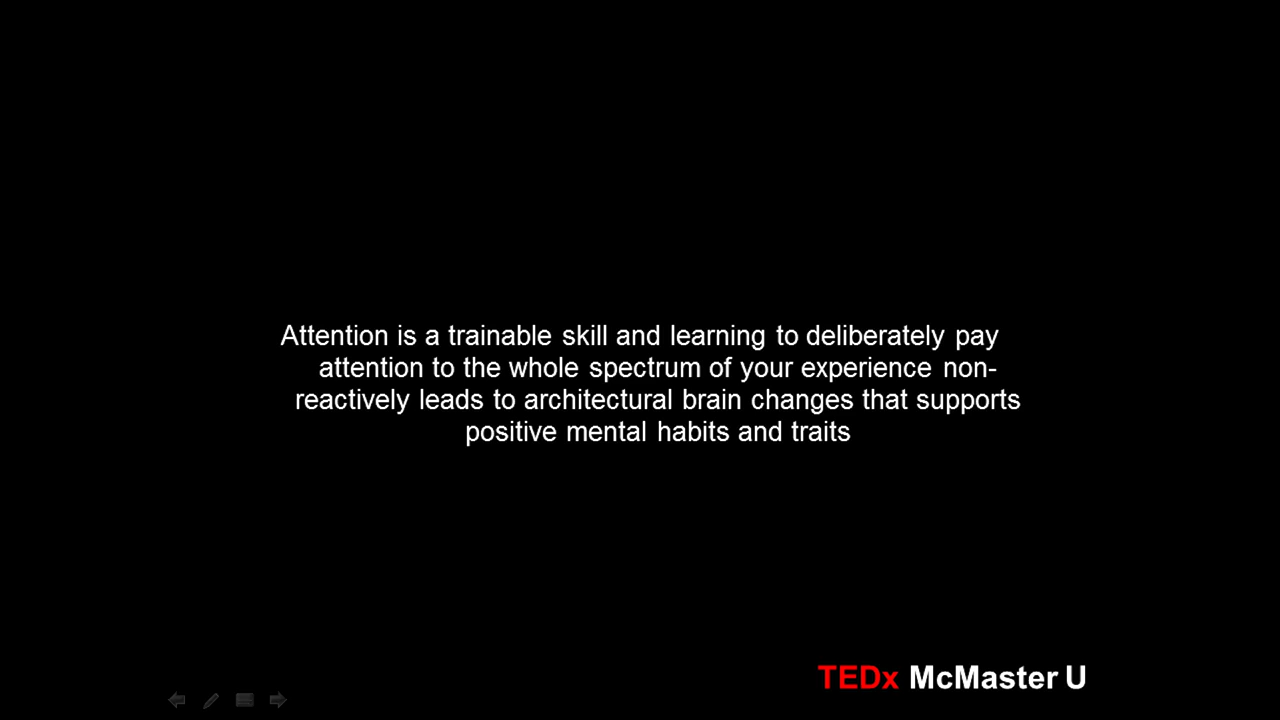 Attention is a trainable skill and learning to deliberately pay
attention to the whole spectrum of your experience non-
reactively leads to architectural brain changes that supports
positive mental habits and traits
TEDx McMaster U